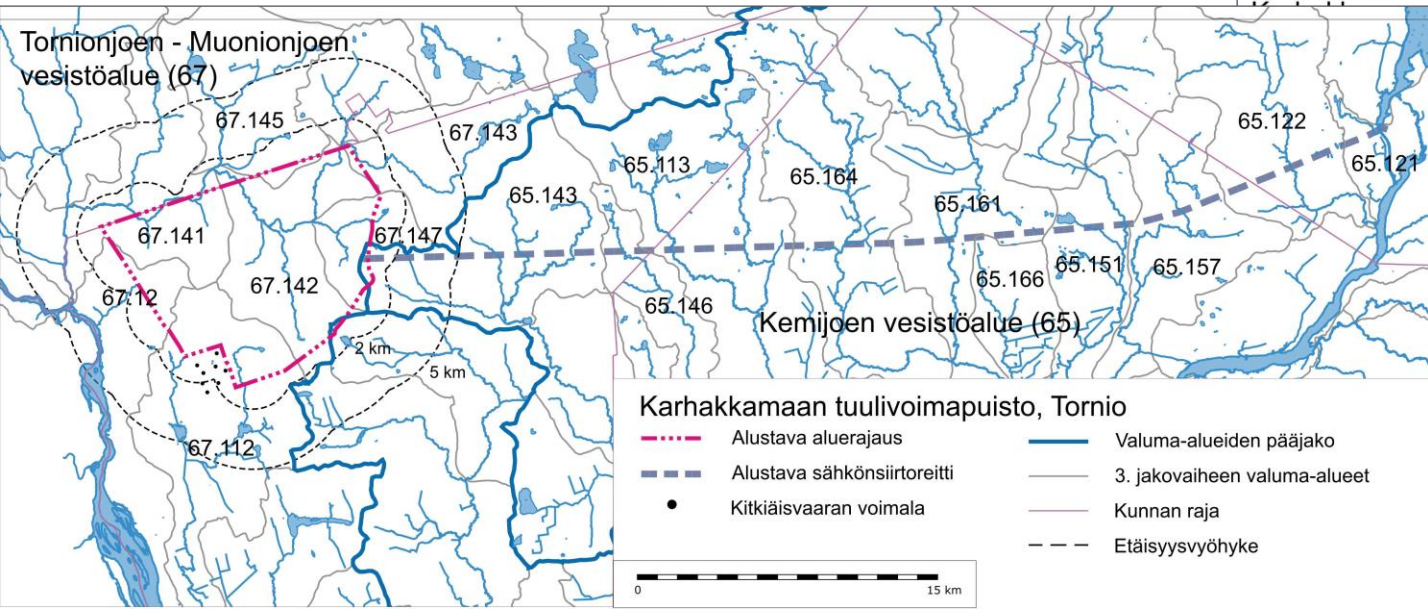 Tornionjoen - Muonionjoen
vesistöalue (67)
67.145
67.143
65.113
65.143
65.164
65.122
65.121
65.161
67.141
67.147
67.142
67.12
65.166
65.151
65.157
65.146
Kemijoen vesistöalue (65)
2 km
5 km
67.112
Karhakkamaan tuulivoimapuisto, Tornio
Alustava aluerajaus
Alustava sähkönsiirtoreitti
Kitkiäisvaaran voimala
Valuma-alueiden pääjako
3. jakovaiheen valuma-alueet
Kunnan raja
Etäisyysvyöhyke
0 15 km